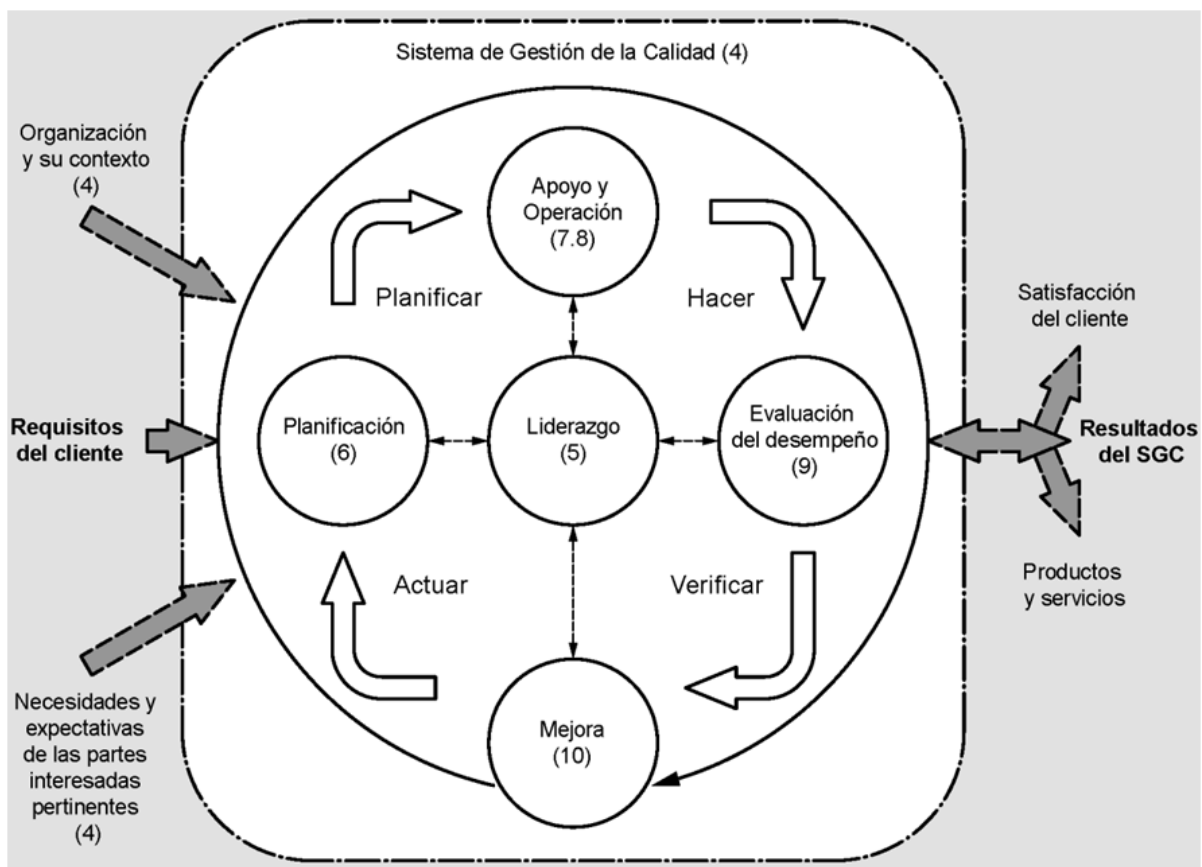 Sistema de Gestión de la Calidad (4)
Organización
y su contexto
(4)
Apoyo y
Operación
(7.8)
Planificar
Hacer
Satisfacción
del cliente
Requisitos
del cliente
Planificación
(6)
Liderazgo
(5)
Evaluación
del desempeño
(9)
Resultados
del SGC
Actuar
Verificar
Productos
y servicios
Necesidades y
expectativas
de las partes
interesadas
pertinentes
(4)
Mejora
(10)